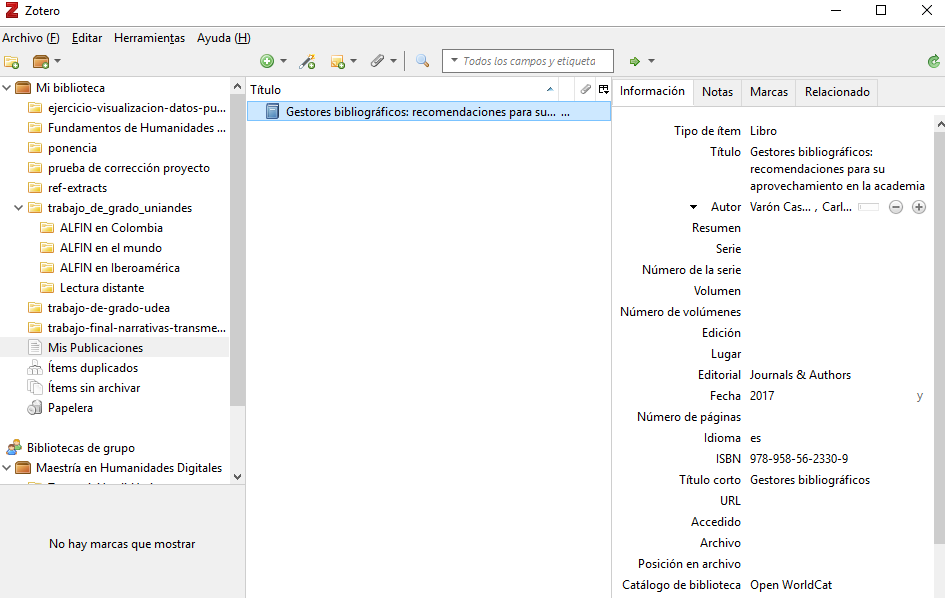 Zotero
Archivo (F) Editar Herramientas Ayuda (H)
Todos los campos y etiqueta
Mi biblioteca
ejercicio-visualizacion-datos-pu...
Fundamentos de Humanidades ...
ponencia
prueba de corrección proyecto
ref-extracts
trabajo_de_grado_uniandes
ALFIN en Colombia
ALFIN en el mundo
ALFIN en Iberoamérica
Lectura distante
trabajo-de-grado-udea
trabajo-final-narrativas-transme...
Mis Publicaciones
Ítems duplicados
Ítems sin archivar
Papelera
Bibliotecas de grupo
Maestría en Humanidades Digitales
No hay marcas que mostrar
Título
Gestores bibliográficos: recomendaciones para su... ...
Información Notas Marcas Relacionado
Tipo de ítem Libro
Título Gestores bibliográficos:
recomendaciones para su
aprovechamiento en la academia
Autor Varón Cas... , Carl...
Resumen
Serie
Número de la serie
Volumen
Número de volúmenes
Edición
Lugar
Editorial Journals & Authors
Fecha 2017 y
Número de páginas
Idioma es
ISBN 978-958-56-2330-9
Título corto Gestores bibliográficos
URL
Accedido
Archivo
Posición en archivo
Catálogo de biblioteca Open WorldCat